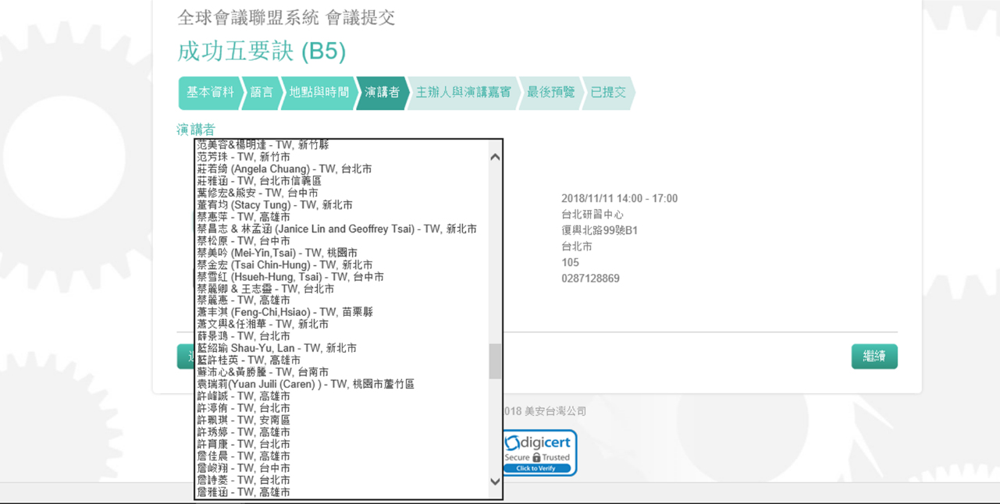 全球會議聯盟系統 會議提交
成功五要訣 (B5)
基本資料 語言 地點與時間 演講者 主辦人與演講嘉賓 最後預覽 已提交
演講者
范美容&楊明達 - TW, 新竹縣
范芳珠 - TW, 新竹市
莊若綺 (Angela Chuang) - TW, 台北市
莊雅涵 - TW, 台北市信義區
葉修宏&熊安 - TW, 台中市
董宥均 (Stacy Tung) - TW, 新北市
蔡惠萍 - TW, 高雄市
蔡昌志 & 林孟涵 (Janice Lin and Geoffrey Tsai) - TW, 新北市
蔡松原 - TW, 台中市
蔡美吟 (Mei-Yin,Tsai) - TW, 桃園市
蔡金宏 (Tsai Chin-Hung) - TW, 新北市
蔡雪紅 (Hsueh-Hung, Tsai) - TW, 台中市
蔡麗卿 & 王志靈 - TW, 台北市
蔡麗惠 - TW, 高雄市
蕭丰淇 (Feng-Chi,Hsiao) - TW, 苗栗縣
蕭文興&任湘華 - TW, 新北市
薛景鴻 - TW, 台北市
藍紹瑜 Shau-Yu, Lan - TW, 新北市
藍許桂英 - TW, 高雄市
蘇沛心&黃勝騰 - TW, 台南市
袁瑞莉(Yuan Juili (Caren) ) - TW, 桃園市蘆竹區
許峰誠 - TW, 高雄市
許渟侑 - TW, 台北市
許珮琪 - TW, 安南區
許琇婷 - TW, 高雄市
許育康 - TW, 台北市
詹佳晨 - TW, 高雄市
詹峻翔 - TW, 台中市
詹詩菱 - TW, 台北市
詹雅涵 - TW, 高雄市
2018/11/11 14:00 - 17:00
台北研習中心
復興北路99號B1
台北市
105
0287128869
繼續
018 美安台灣公司
digicert
Secure Trusted
Click to Verify